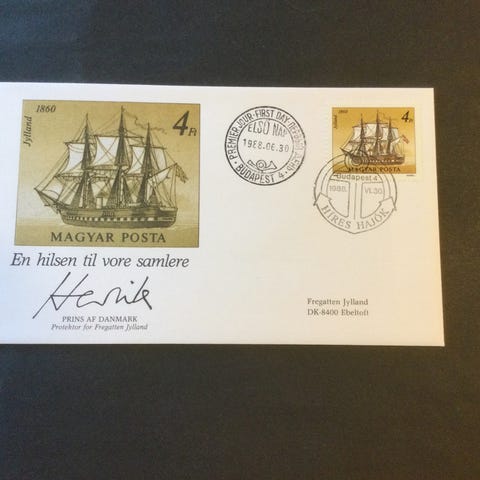 1860
Jylland
4 Ft
MAGYAR POSTA
En hilsen til vore samlere
Henrik
PRINS AF DANMARK
Protektor for Fregatten Jylland
PREMIER JOUR · FIRST DAY
ELSŐ NAP
1988.-06.30
BUDAPEST 4
1860
Jylland
4 Ft
MAGYAR POSTA
Budapest 4
1988. VI.30.
HÍRES HAJÓK
Fregatten Jylland
DK-8400 Ebeltoft